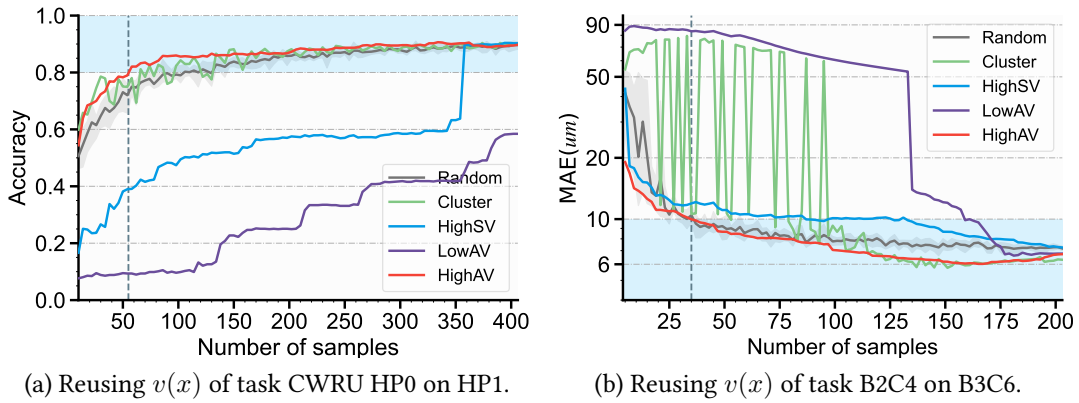 1.0
0.8
0.6
0.4
0.2
0.0
Accuracy
50 100 150 200 250 300 350 400
Number of samples
Random
Cluster
HighSV
LowAV
HighAV
(a) Reusing v(x) of task CWRU HP0 on HP1.
90
50
20
10
6
MAE(um)
25 50 75 100 125 150 175 200
Number of samples
Random
Cluster
HighSV
LowAV
HighAV
(b) Reusing v(x) of task B2C4 on B3C6.